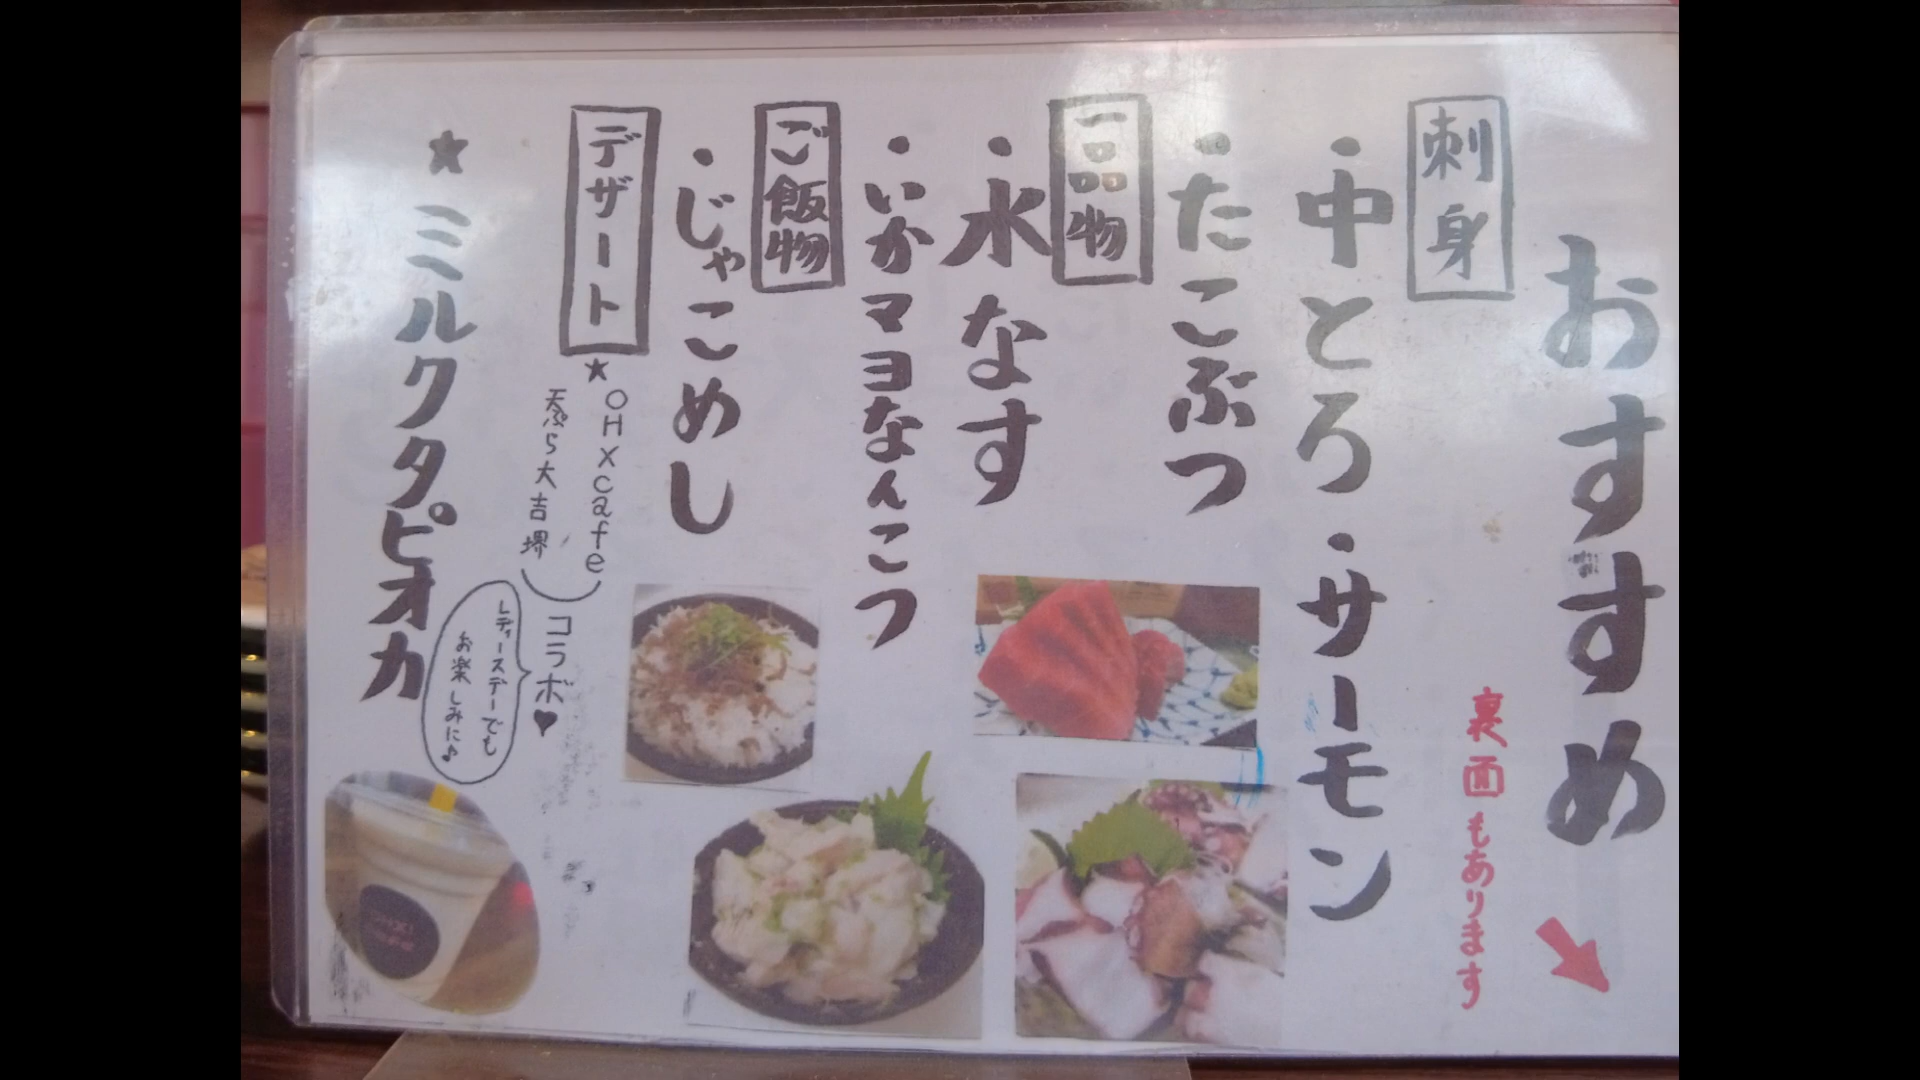 おすすめ
裏面もあります
刺身
・中とろ・サーモン
・たこぶつ
一品物
・水なす
・いかマヨなんこつ
ご飯物
・じゃこめし
デザート
★OHXcafe
天ぷら大吉堺
コラボ♥
★ミルクタピオカ
レディースデーでも
お楽しみに♪